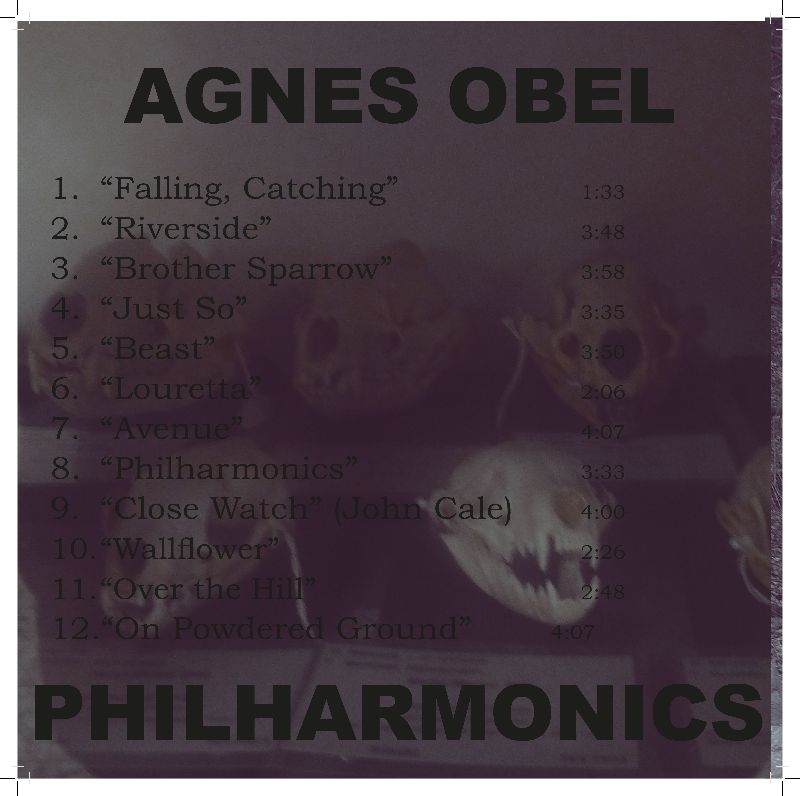 AGNES OBEL
1. “Falling, Catching” 1:33
2. “Riverside” 3:48
3. “Brother Sparrow” 3:58
4. “Just So” 3:35
5. “Beast” 3:50
6. “Louretta” 2:06
7. “Avenue” 4:07
8. “Philharmonics” 3:33
9. “Close Watch” (John Cale) 4:00
10.“Wallflower” 2:26
11.“Over the Hill” 2:48
12.“On Powdered Ground” 4:07
PHILHARMONICS